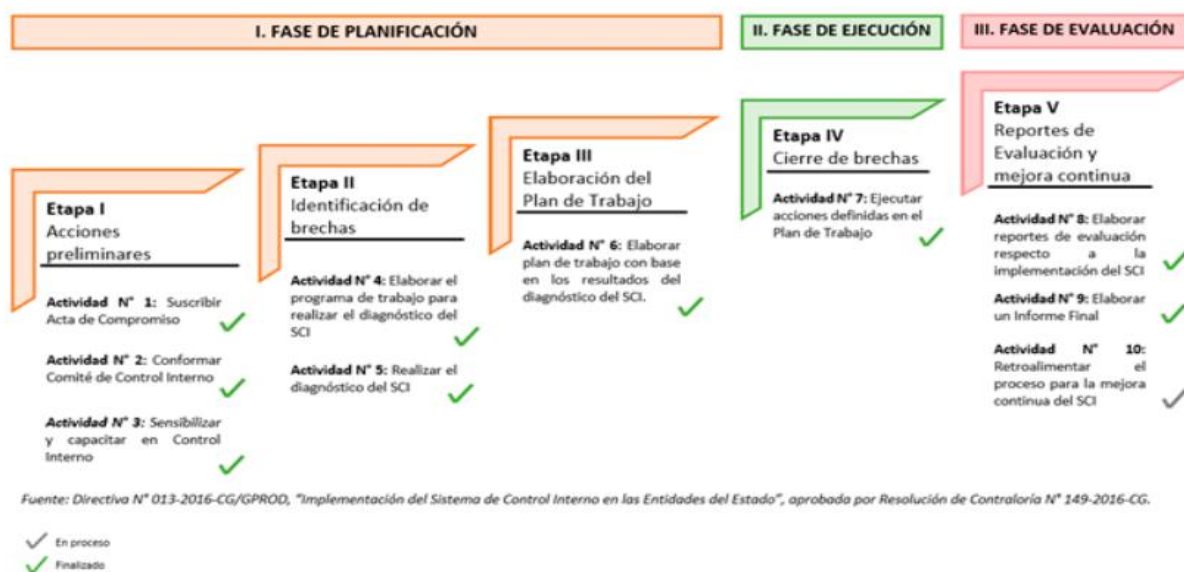 I. FASE DE PLANIFICACIÓN
II. FASE DE EJECUCIÓN
III. FASE DE EVALUACIÓN
Etapa I
Acciones
preliminares
Actividad N° 1: Suscribir
Acta de Compromiso
Actividad N° 2: Conformar
Comité de Control Interno
Actividad N° 3: Sensibilizar
y capacitar en Control
Interno
Etapa II
Identificación de
brechas
Actividad N° 4: Elaborar el
programa de trabajo para
realizar el diagnóstico del
SCI
Actividad N° 5: Realizar el
diagnóstico del SCI
Etapa III
Elaboración del
Plan de Trabajo
Actividad N° 6: Elaborar
plan de trabajo con base
en los resultados del
diagnóstico del SCI.
Etapa IV
Cierre de brechas
Actividad N° 7: Ejecutar
acciones definidas en el
Plan de Trabajo
Etapa V
Reportes de
Evaluación y
mejora continua
Actividad N° 8: Elaborar
reportes de evaluación
respecto a la
implementación del SCI
Actividad N° 9: Elaborar
un Informe Final
Actividad N° 10:
Retroalimentar el
proceso para la mejora
continua del SCI
Fuente: Directiva N° 013-2016-CG/GPROD, "Implementación del Sistema de Control Interno en las Entidades del Estado", aprobada por Resolución de Contraloría N° 149-2016-CG.
En proceso
Finalizado